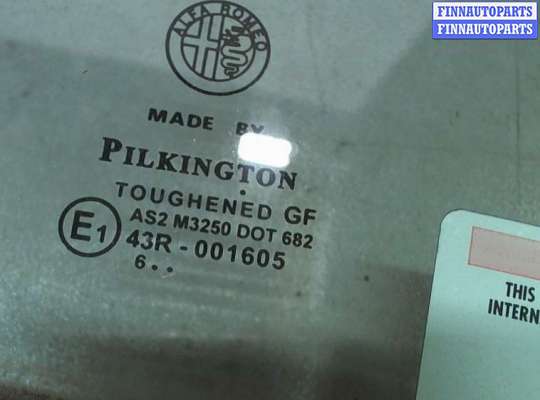 FINNAUTOPARTS
FINNAUTOPARTS
ALFA ROMEO
MADE BY
PILKINGTON
TOUGHENED GF
AS2 M3250 DOT 682
E1
43R - 001605
6..
THIS
INTERN